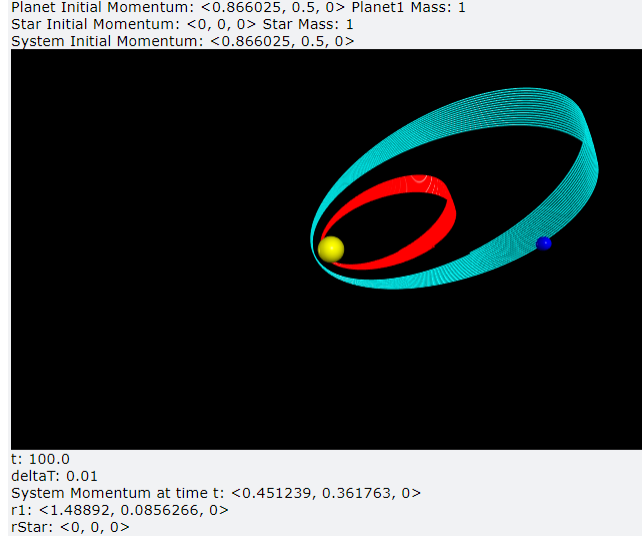 Planet Initial Momentum: <0.866025, 0.5, 0> Planet1 Mass: 1
Star Initial Momentum: <0, 0, 0> Star Mass: 1
System Initial Momentum: <0.866025, 0.5, 0>
t: 100.0
deltaT: 0.01
System Momentum at time t: <0.451239, 0.361763, 0>
r1: <1.48892, 0.0856266, 0>
rStar: <0, 0, 0>